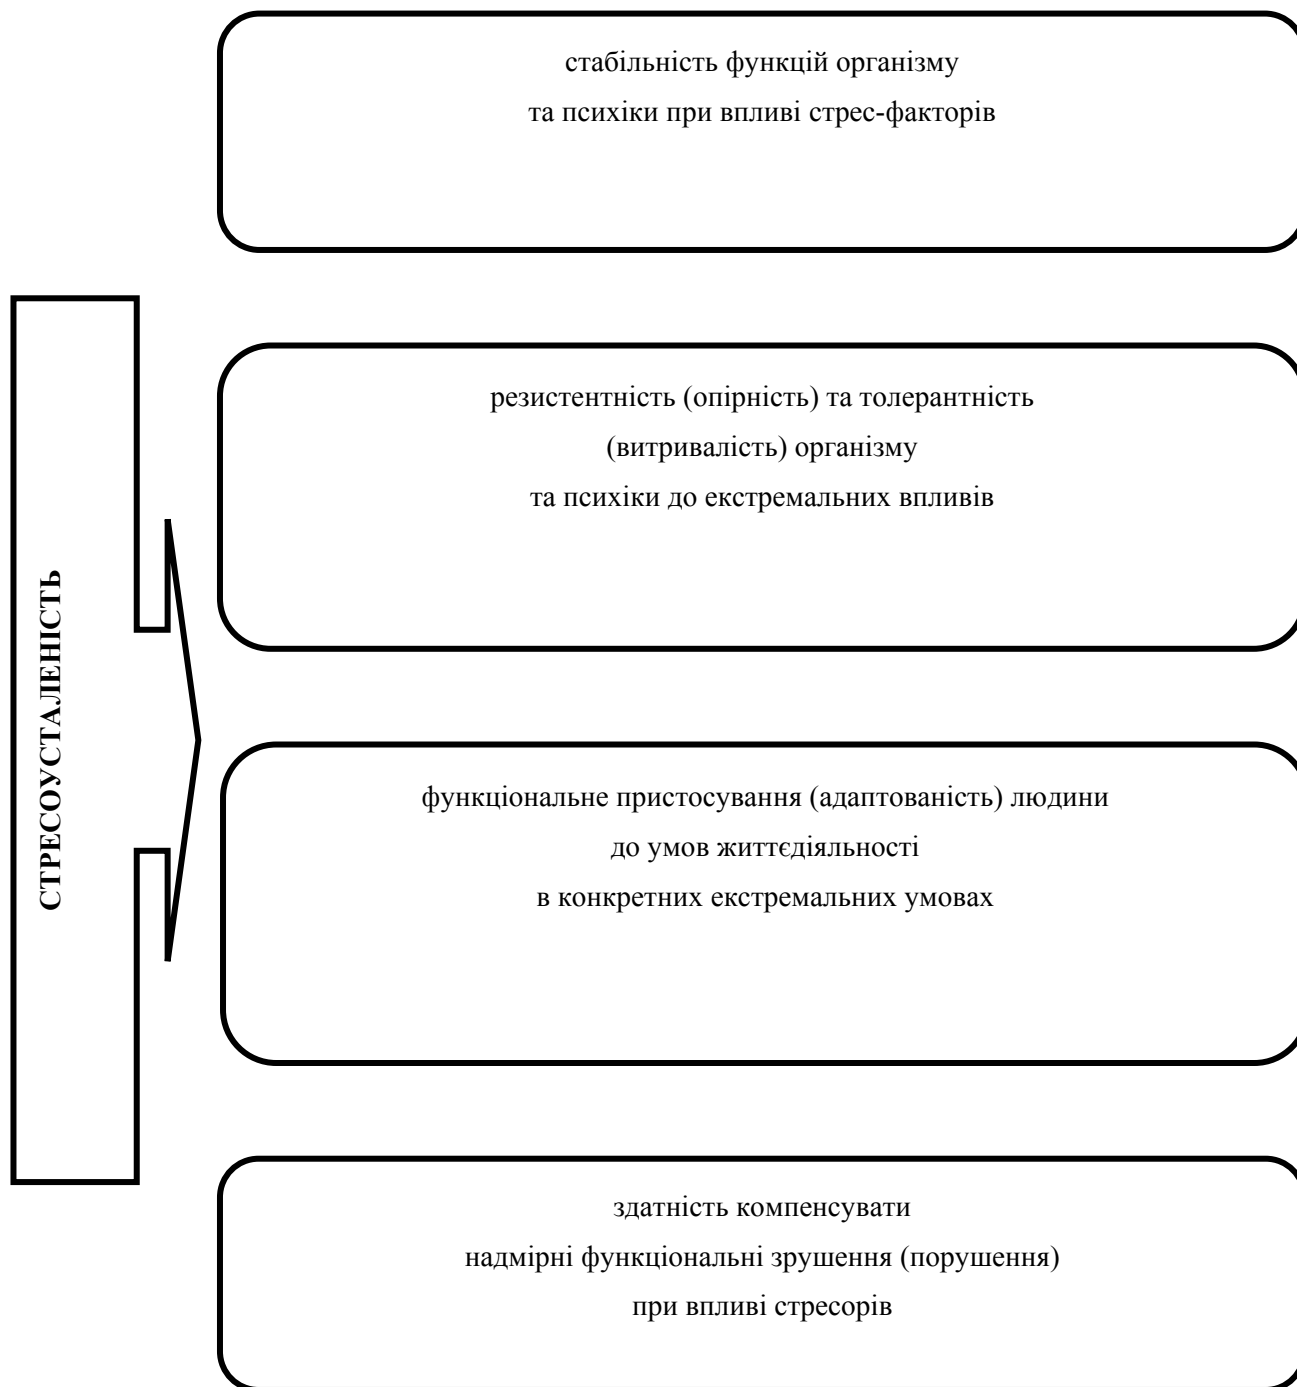 стабільність функцій організму
та психіки при впливі стрес-факторів
СТРЕСОУСТАЛЕНІСТЬ
резистентність (опірність) та толерантність
(витривалість) організму
та психіки до екстремальних впливів
функціональне пристосування (адаптованість) людини
до умов життєдіяльності
в конкретних екстремальних умовах
здатність компенсувати
надмірні функціональні зрушення (порушення)
при впливі стресорів